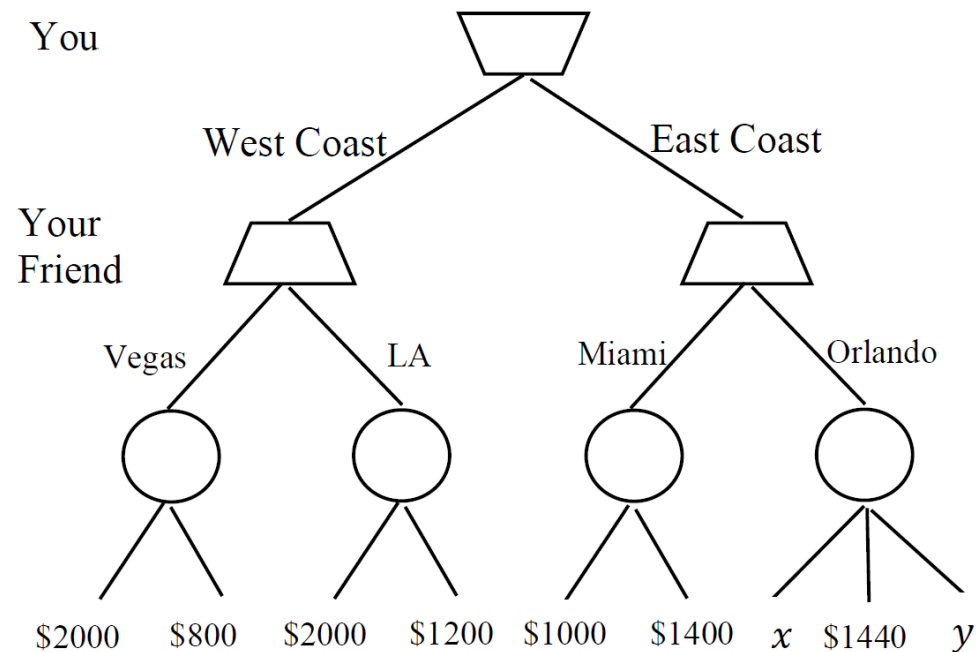 You
West Coast
East Coast
Your
Friend
Vegas
LA
Miami
Orlando
$2000 $800 $2000 $1200 $1000 $1400 x $1440 y